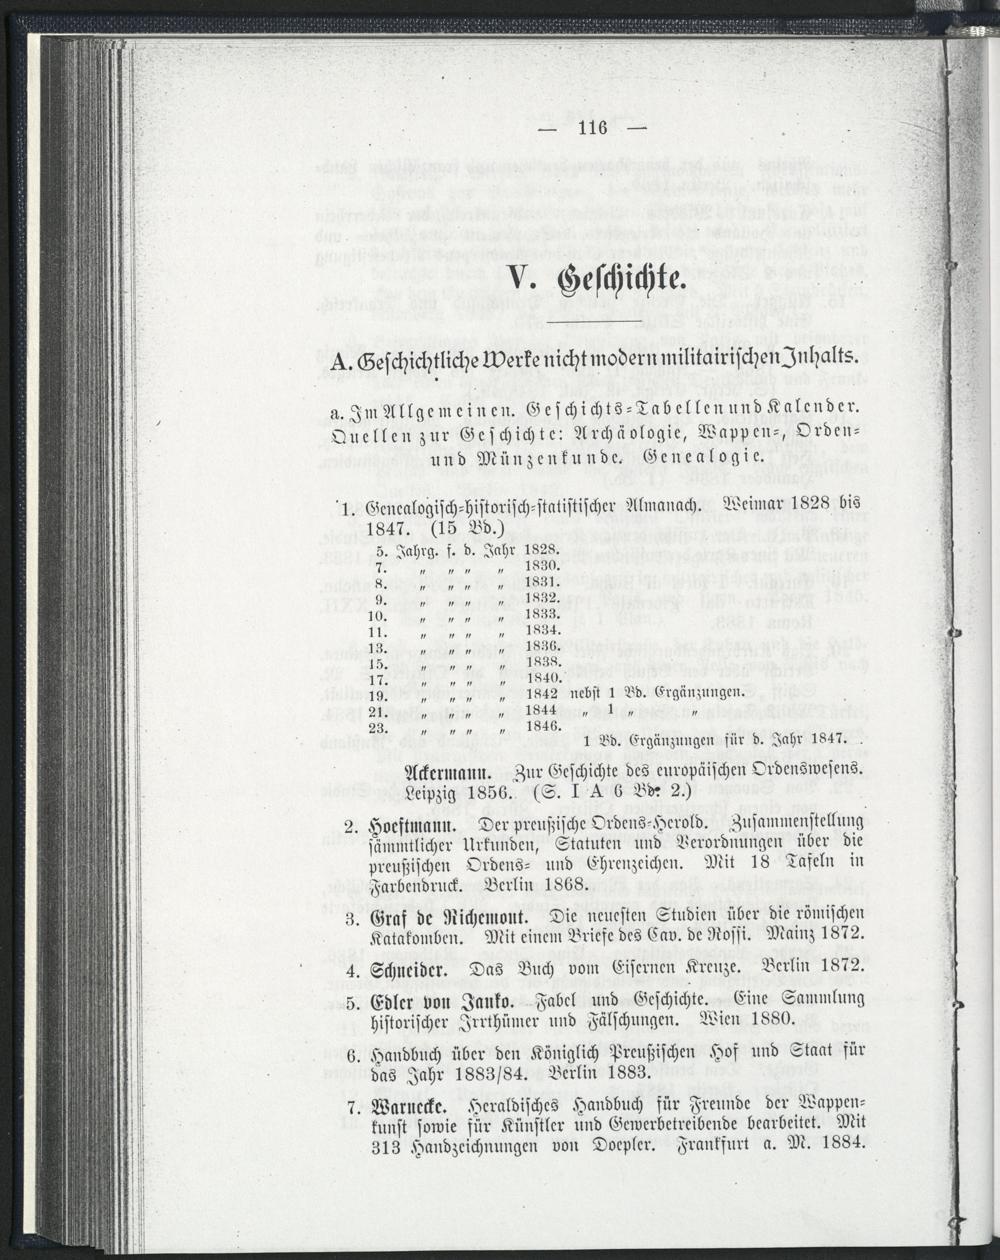 — 116 —
V. Geschichte.
A. Geschichtliche Werke nicht modern militairischen Inhalts.
a. Im Allgemeinen. Geschichts-Tabellen und Kalender.
Quellen zur Geschichte: Archäologie, Wappen-, Orden-
und Münzenkunde. Genealogie.
1. Genealogisch-historisch-statistischer Almanach. Weimar 1828 bis
1847. (15 Bd.)
5. Jahrg. f. d. Jahr 1828.
7. „ „ „ „ 1830.
8. „ „ „ „ 1831.
9. „ „ „ „ 1832.
10. „ „ „ „ 1833.
11. „ „ „ „ 1834.
13. „ „ „ „ 1836.
15. „ „ „ „ 1838.
17. „ „ „ „ 1840.
19. „ „ „ „ 1842 nebst 1 Bd. Ergänzungen.
21. „ „ „ „ 1844 „ 1 „ „
23. „ „ „ „ 1846.
1 Bd. Ergänzungen für d. Jahr 1847.
Ackermann. Zur Geschichte des europäischen Ordenswesens.
Leipzig 1856. (S. I A 6 Bd. 2.)
2. Hoeftmann. Der preußische Ordens-Herold. Zusammenstellung
sämmtlicher Urkunden, Statuten und Verordnungen über die
preußischen Ordens- und Ehrenzeichen. Mit 18 Tafeln in
Farbendruck. Berlin 1868.
3. Graf de Richemont. Die neuesten Studien über die römischen
Katakomben. Mit einem Briefe des Cav. de Rossi. Mainz 1872.
4. Schneider. Das Buch vom Eisernen Kreuze. Berlin 1872.
5. Edler von Janko. Fabel und Geschichte. Eine Sammlung
historischer Irrthümer und Fälschungen. Wien 1880.
6. Handbuch über den Königlich Preußischen Hof und Staat für
das Jahr 1883/84. Berlin 1883.
7. Warnecke. Heraldisches Handbuch für Freunde der Wappen-
kunst sowie für Künstler und Gewerbetreibende bearbeitet. Mit
313 Handzeichnungen von Doepler. Frankfurt a. M. 1884.